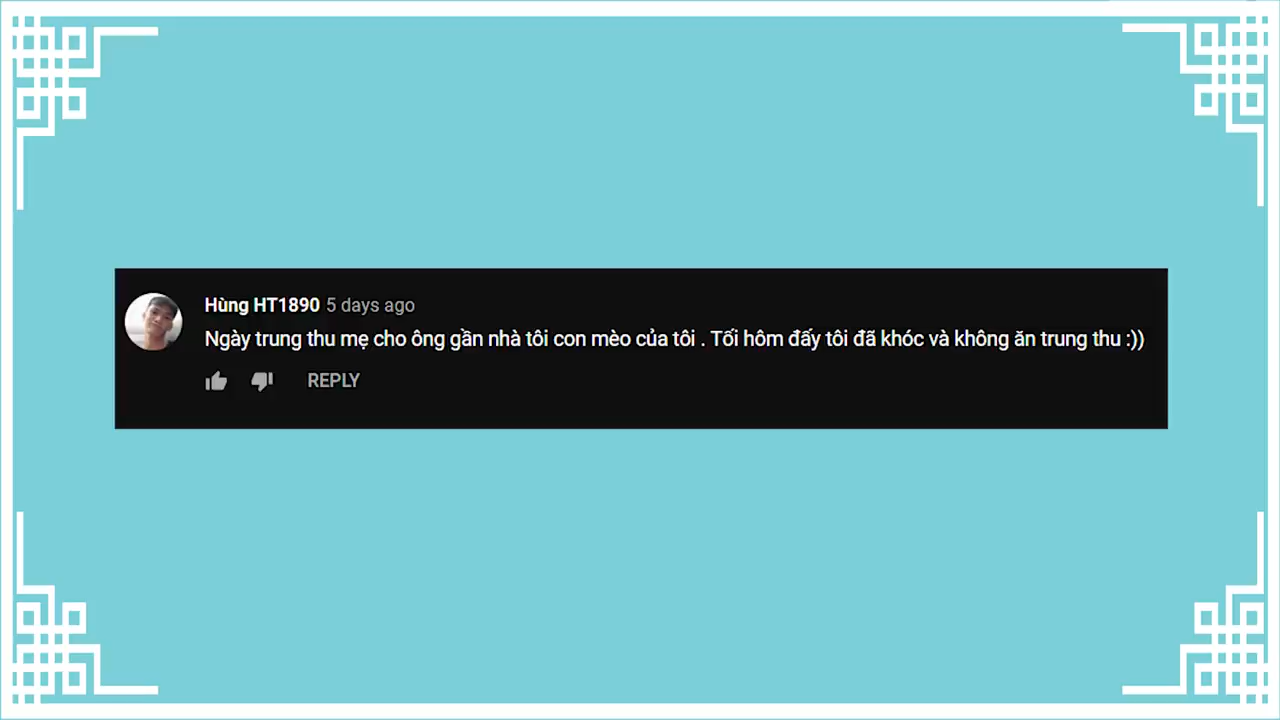 Hùng HT1890 5 days ago
Ngày trung thu mẹ cho ông gần nhà tôi con mèo của tôi . Tối hôm đấy tôi đã khóc và không ăn trung thu :))
REPLY